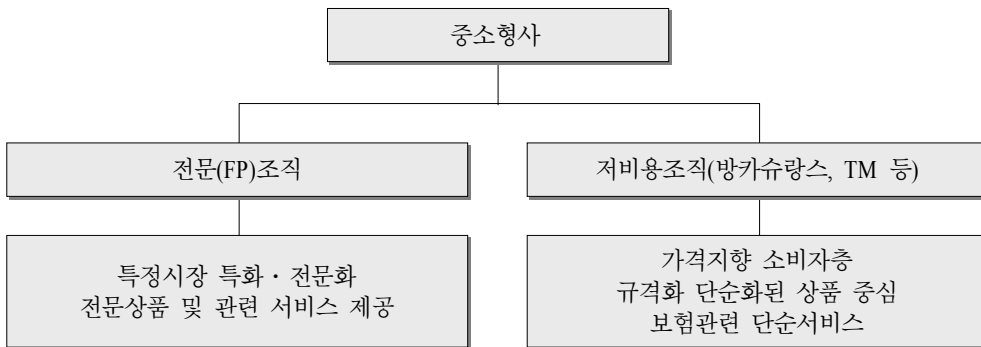 중소형사
전문(FP)조직
저비용조직(방카슈랑스, TM 등)
특정시장 특화·전문화
전문상품 및 관련 서비스 제공
가격지향 소비자층
규격화 단순화된 상품 중심
보험관련 단순서비스